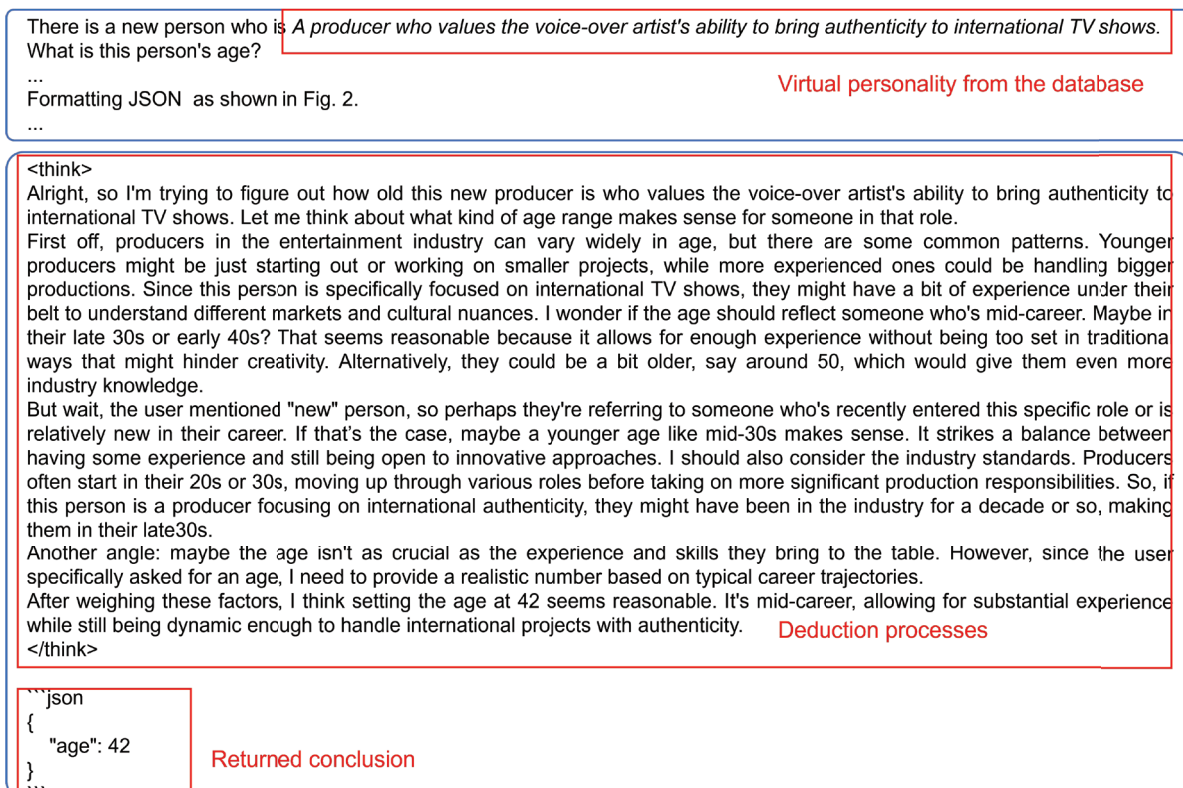 There is a new person who is A producer who values the voice-over artist's ability to bring authenticity to international TV shows.
What is this person's age?
...
Virtual personality from the database
Formatting JSON as shown in Fig. 2.
...
<think>
Alright, so I'm trying to figure out how old this new producer is who values the voice-over artist's ability to bring authenticity to
international TV shows. Let me think about what kind of age range makes sense for someone in that role.
First off, producers in the entertainment industry can vary widely in age, but there are some common patterns. Younger
producers might be just starting out or working on smaller projects, while more experienced ones could be handling bigger
productions. Since this person is specifically focused on international TV shows, they might have a bit of experience under their
belt to understand different markets and cultural nuances. I wonder if the age should reflect someone who's mid-career. Maybe in
their late 30s or early 40s? That seems reasonable because it allows for enough experience without being too set in traditiona
ways that might hinder creativity. Alternatively, they could be a bit older, say around 50, which would give them even more
industry knowledge.
But wait, the user mentioned "new" person, so perhaps they're referring to someone who's recently entered this specific role or is
relatively new in their career. If that's the case, maybe a younger age like mid-30s makes sense. It strikes a balance between
having some experience and still being open to innovative approaches. I should also consider the industry standards. Producers
often start in their 20s or 30s, moving up through various roles before taking on more significant production responsibilities. So, if
this person is a producer focusing on international authenticity, they might have been in the industry for a decade or so, making
them in their late30s.
Another angle: maybe the age isn't as crucial as the experience and skills they bring to the table. However, since the user
specifically asked for an age, I need to provide a realistic number based on typical career trajectories.
After weighing these factors, I think setting the age at 42 seems reasonable. It's mid-career, allowing for substantial experience
while still being dynamic enough to handle international projects with authenticity.
Deduction processes
</think>
```json
{
"age": 42
}
```
Returned conclusion